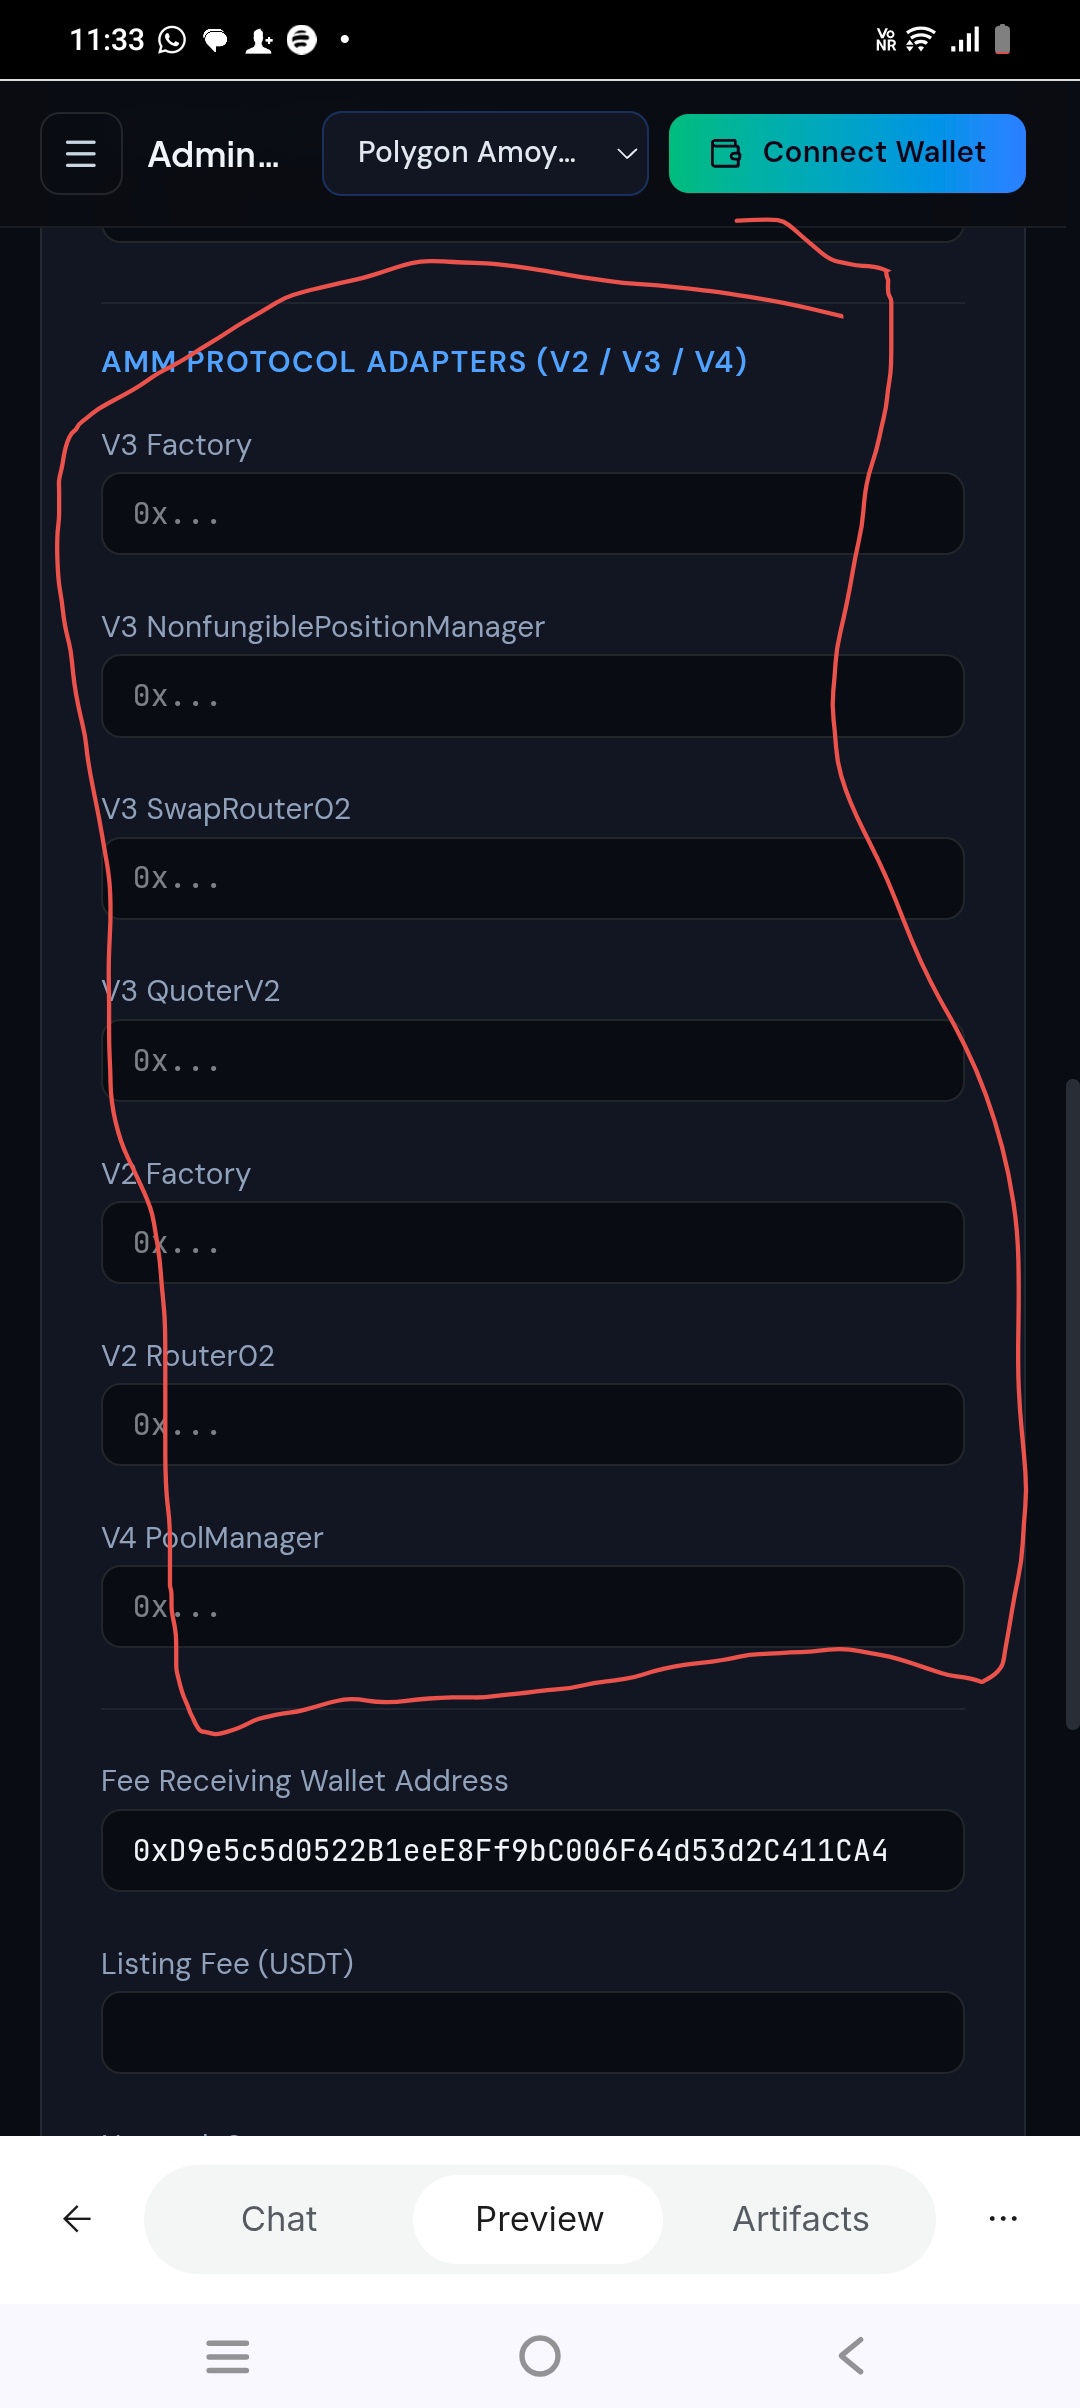 11:33
Vo
NR
Admin...
Polygon Amoy...
Connect Wallet
AMM PROTOCOL ADAPTERS (V2 / V3 / V4)
V3 Factory
0x...
V3 NonfungiblePositionManager
0x...
V3 SwapRouter02
0x...
V3 QuoterV2
0x...
V2 Factory
0x...
V2 Router02
0x...
V4 PoolManager
0x...
Fee Receiving Wallet Address
0xD9e5c5d0522B1eeE8Ff9bC006F64d53d2C411CA4
Listing Fee (USDT)
Chat
Preview
Artifacts